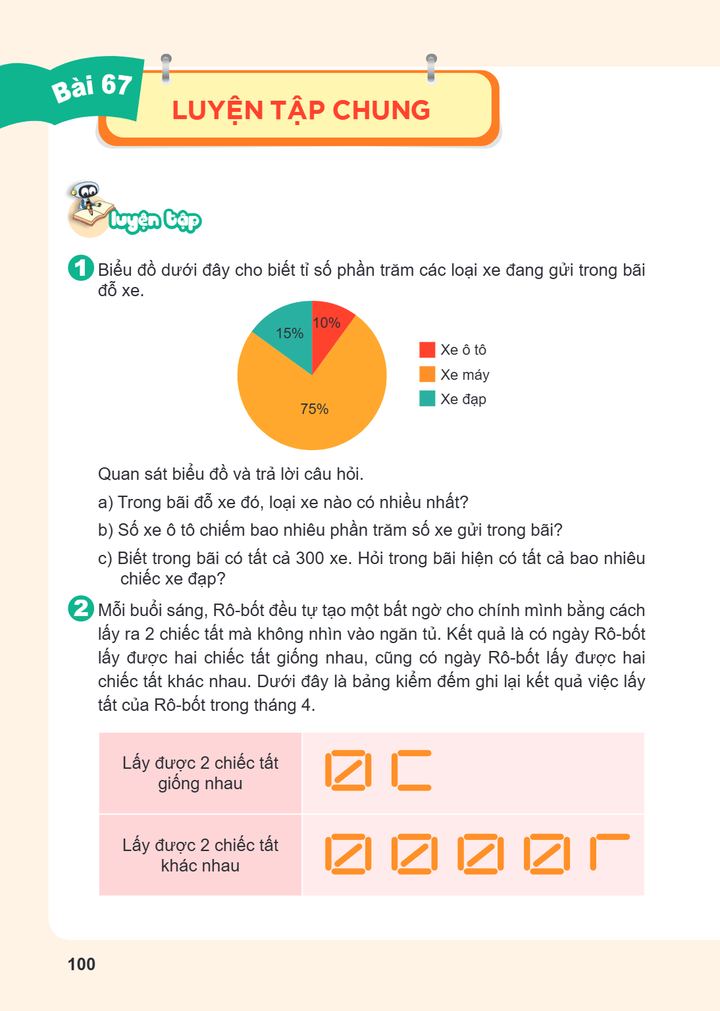 Bài 67
LUYỆN TẬP CHUNG
luyện tập
1 Biểu đồ dưới đây cho biết tỉ số phần trăm các loại xe đang gửi trong bãi
đỗ xe.
10%
15%
75%
Xe ô tô
Xe máy
Xe đạp
Quan sát biểu đồ và trả lời câu hỏi.
a) Trong bãi đỗ xe đó, loại xe nào có nhiều nhất?
b) Số xe ô tô chiếm bao nhiêu phần trăm số xe gửi trong bãi?
c) Biết trong bãi có tất cả 300 xe. Hỏi trong bãi hiện có tất cả bao nhiêu
chiếc xe đạp?
2 Mỗi buổi sáng, Rô-bốt đều tự tạo một bất ngờ cho chính mình bằng cách
lấy ra 2 chiếc tất mà không nhìn vào ngăn tủ. Kết quả là có ngày Rô-bốt
lấy được hai chiếc tất giống nhau, cũng có ngày Rô-bốt lấy được hai
chiếc tất khác nhau. Dưới đây là bảng kiểm đếm ghi lại kết quả việc lấy
tất của Rô-bốt trong tháng 4.
Lấy được 2 chiếc tất
giống nhau
Lấy được 2 chiếc tất
khác nhau
100